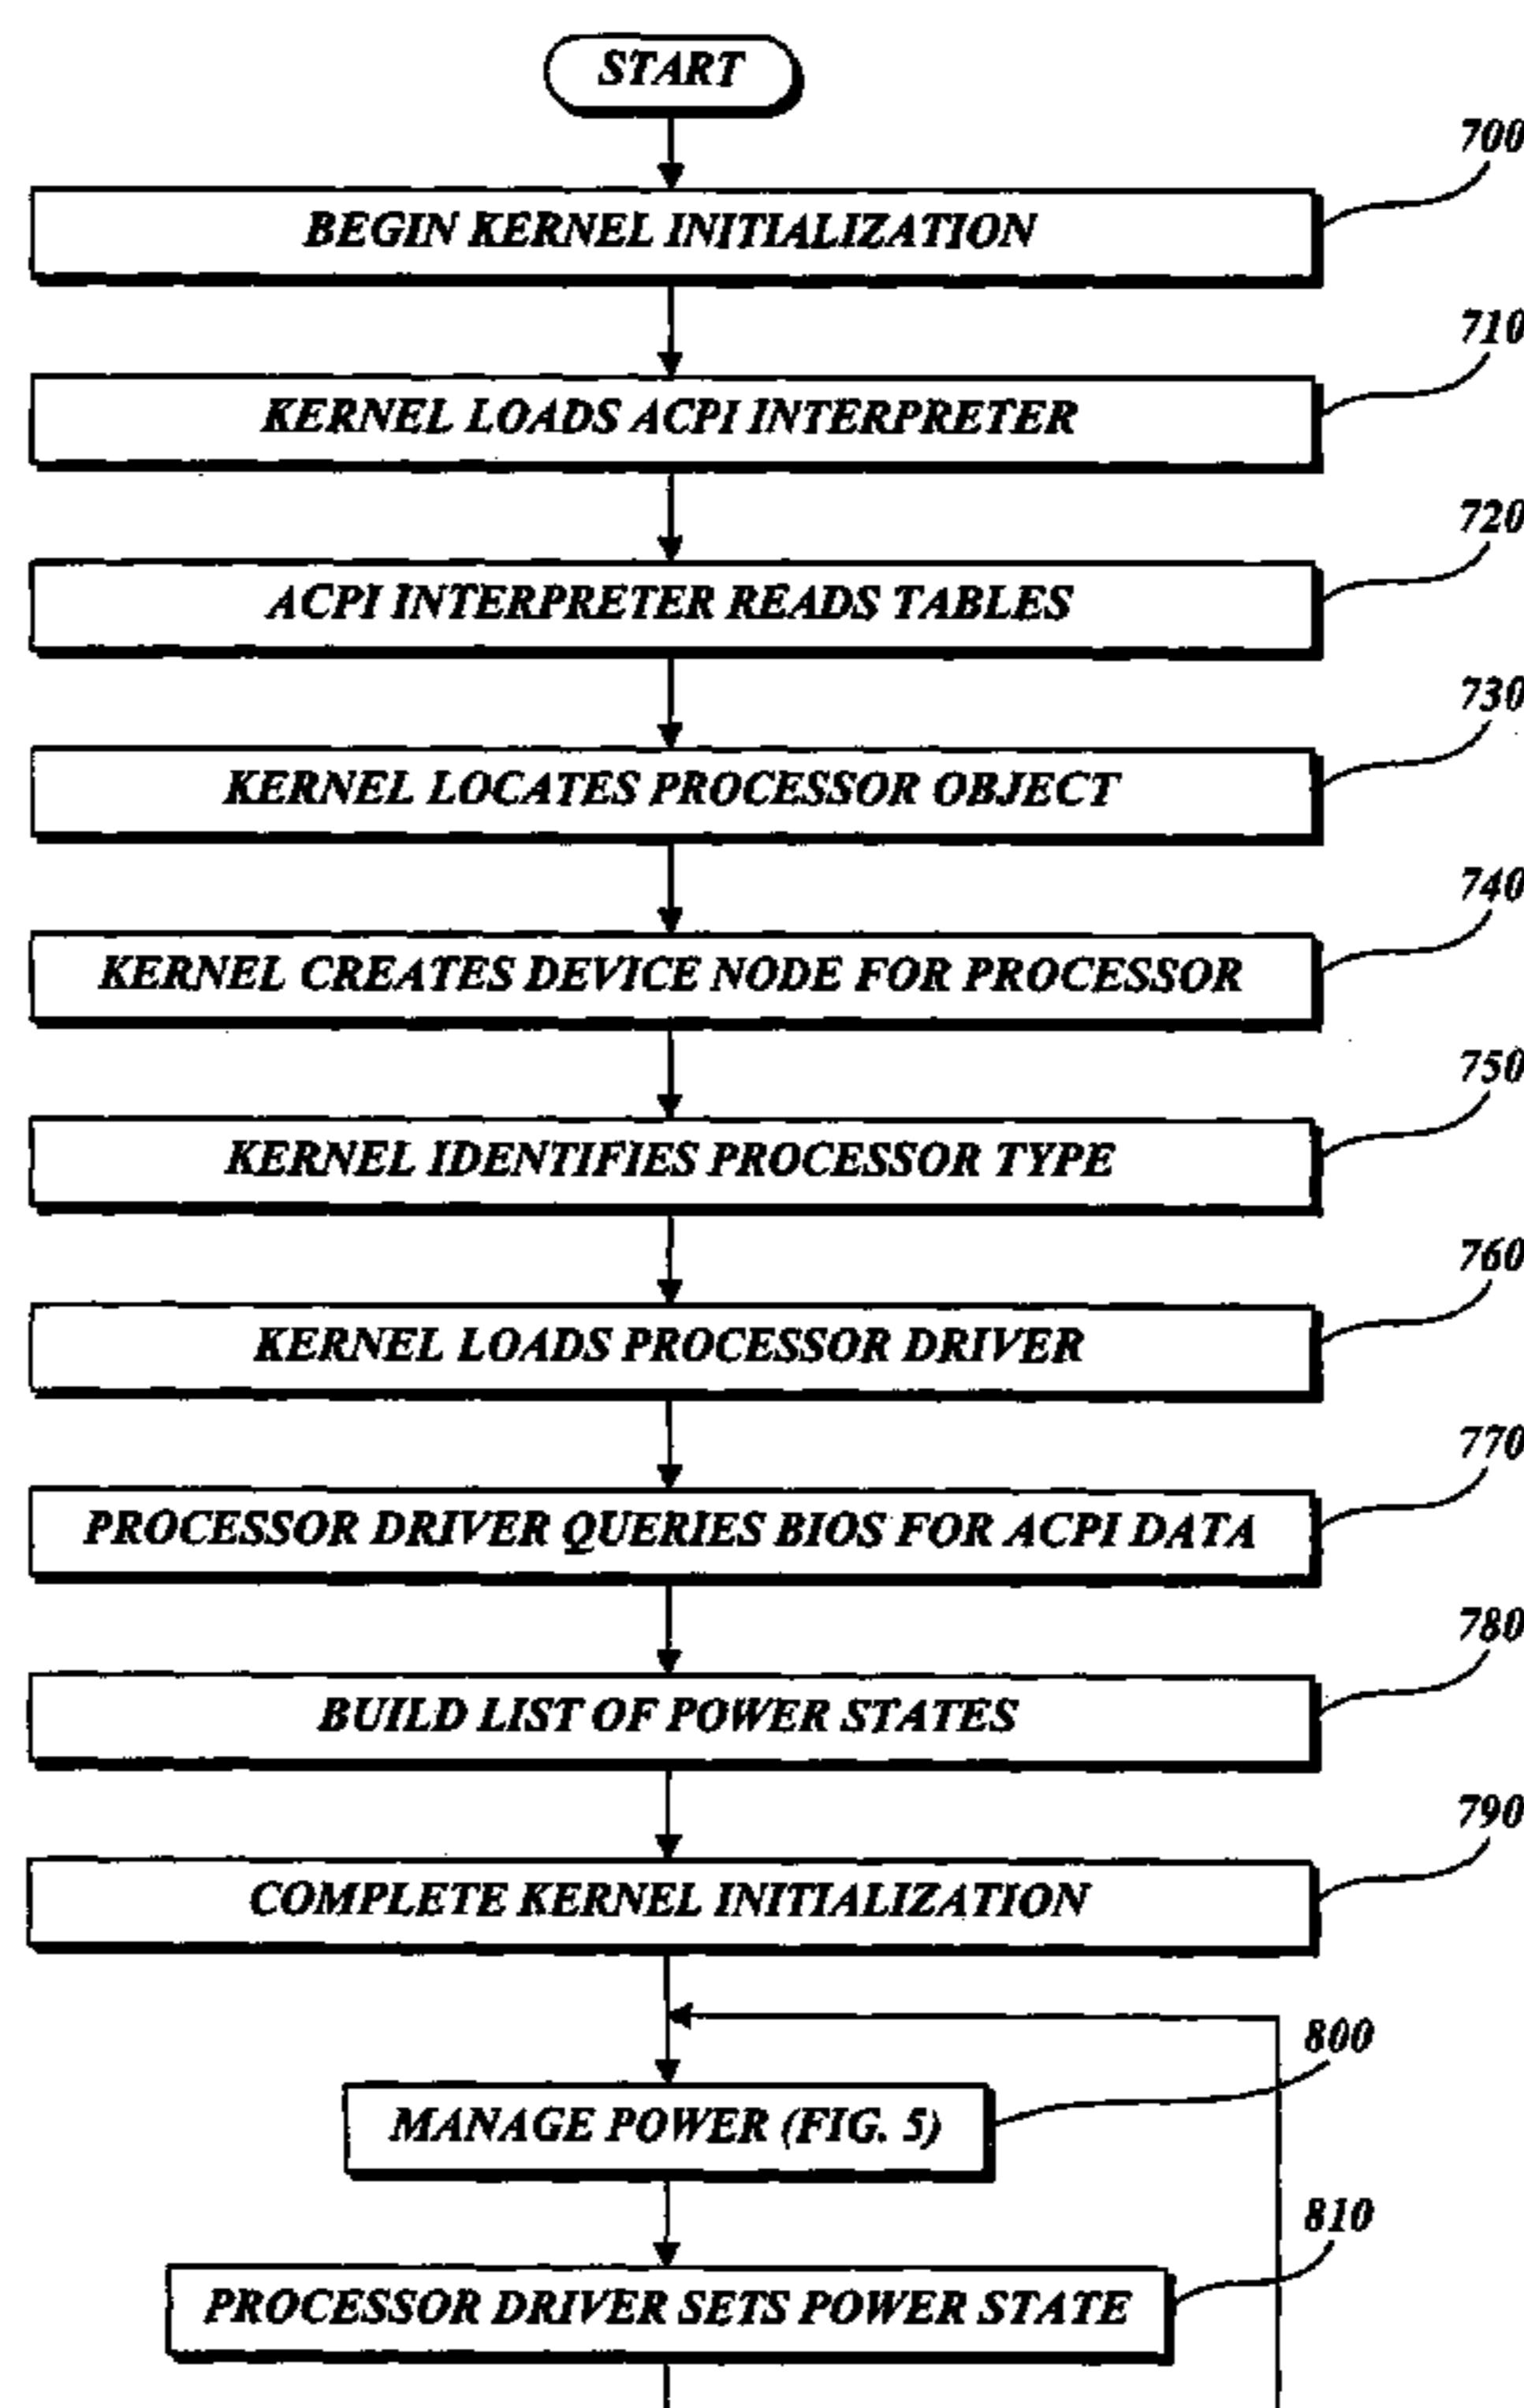 START
700
BEGIN KERNEL INITIALIZATION
710
KERNEL LOADS ACPI INTERPRETER
720
ACPI INTERPRETER READS TABLES
730
KERNEL LOCATES PROCESSOR OBJECT
740
KERNEL CREATES DEVICE NODE FOR PROCESSOR
750
KERNEL IDENTIFIES PROCESSOR TYPE
760
KERNEL LOADS PROCESSOR DRIVER
770
PROCESSOR DRIVER QUERIES BIOS FOR ACPI DATA
780
BUILD LIST OF POWER STATES
790
COMPLETE KERNEL INITIALIZATION
800
MANAGE POWER (FIG. 5)
810
PROCESSOR DRIVER SETS POWER STATE